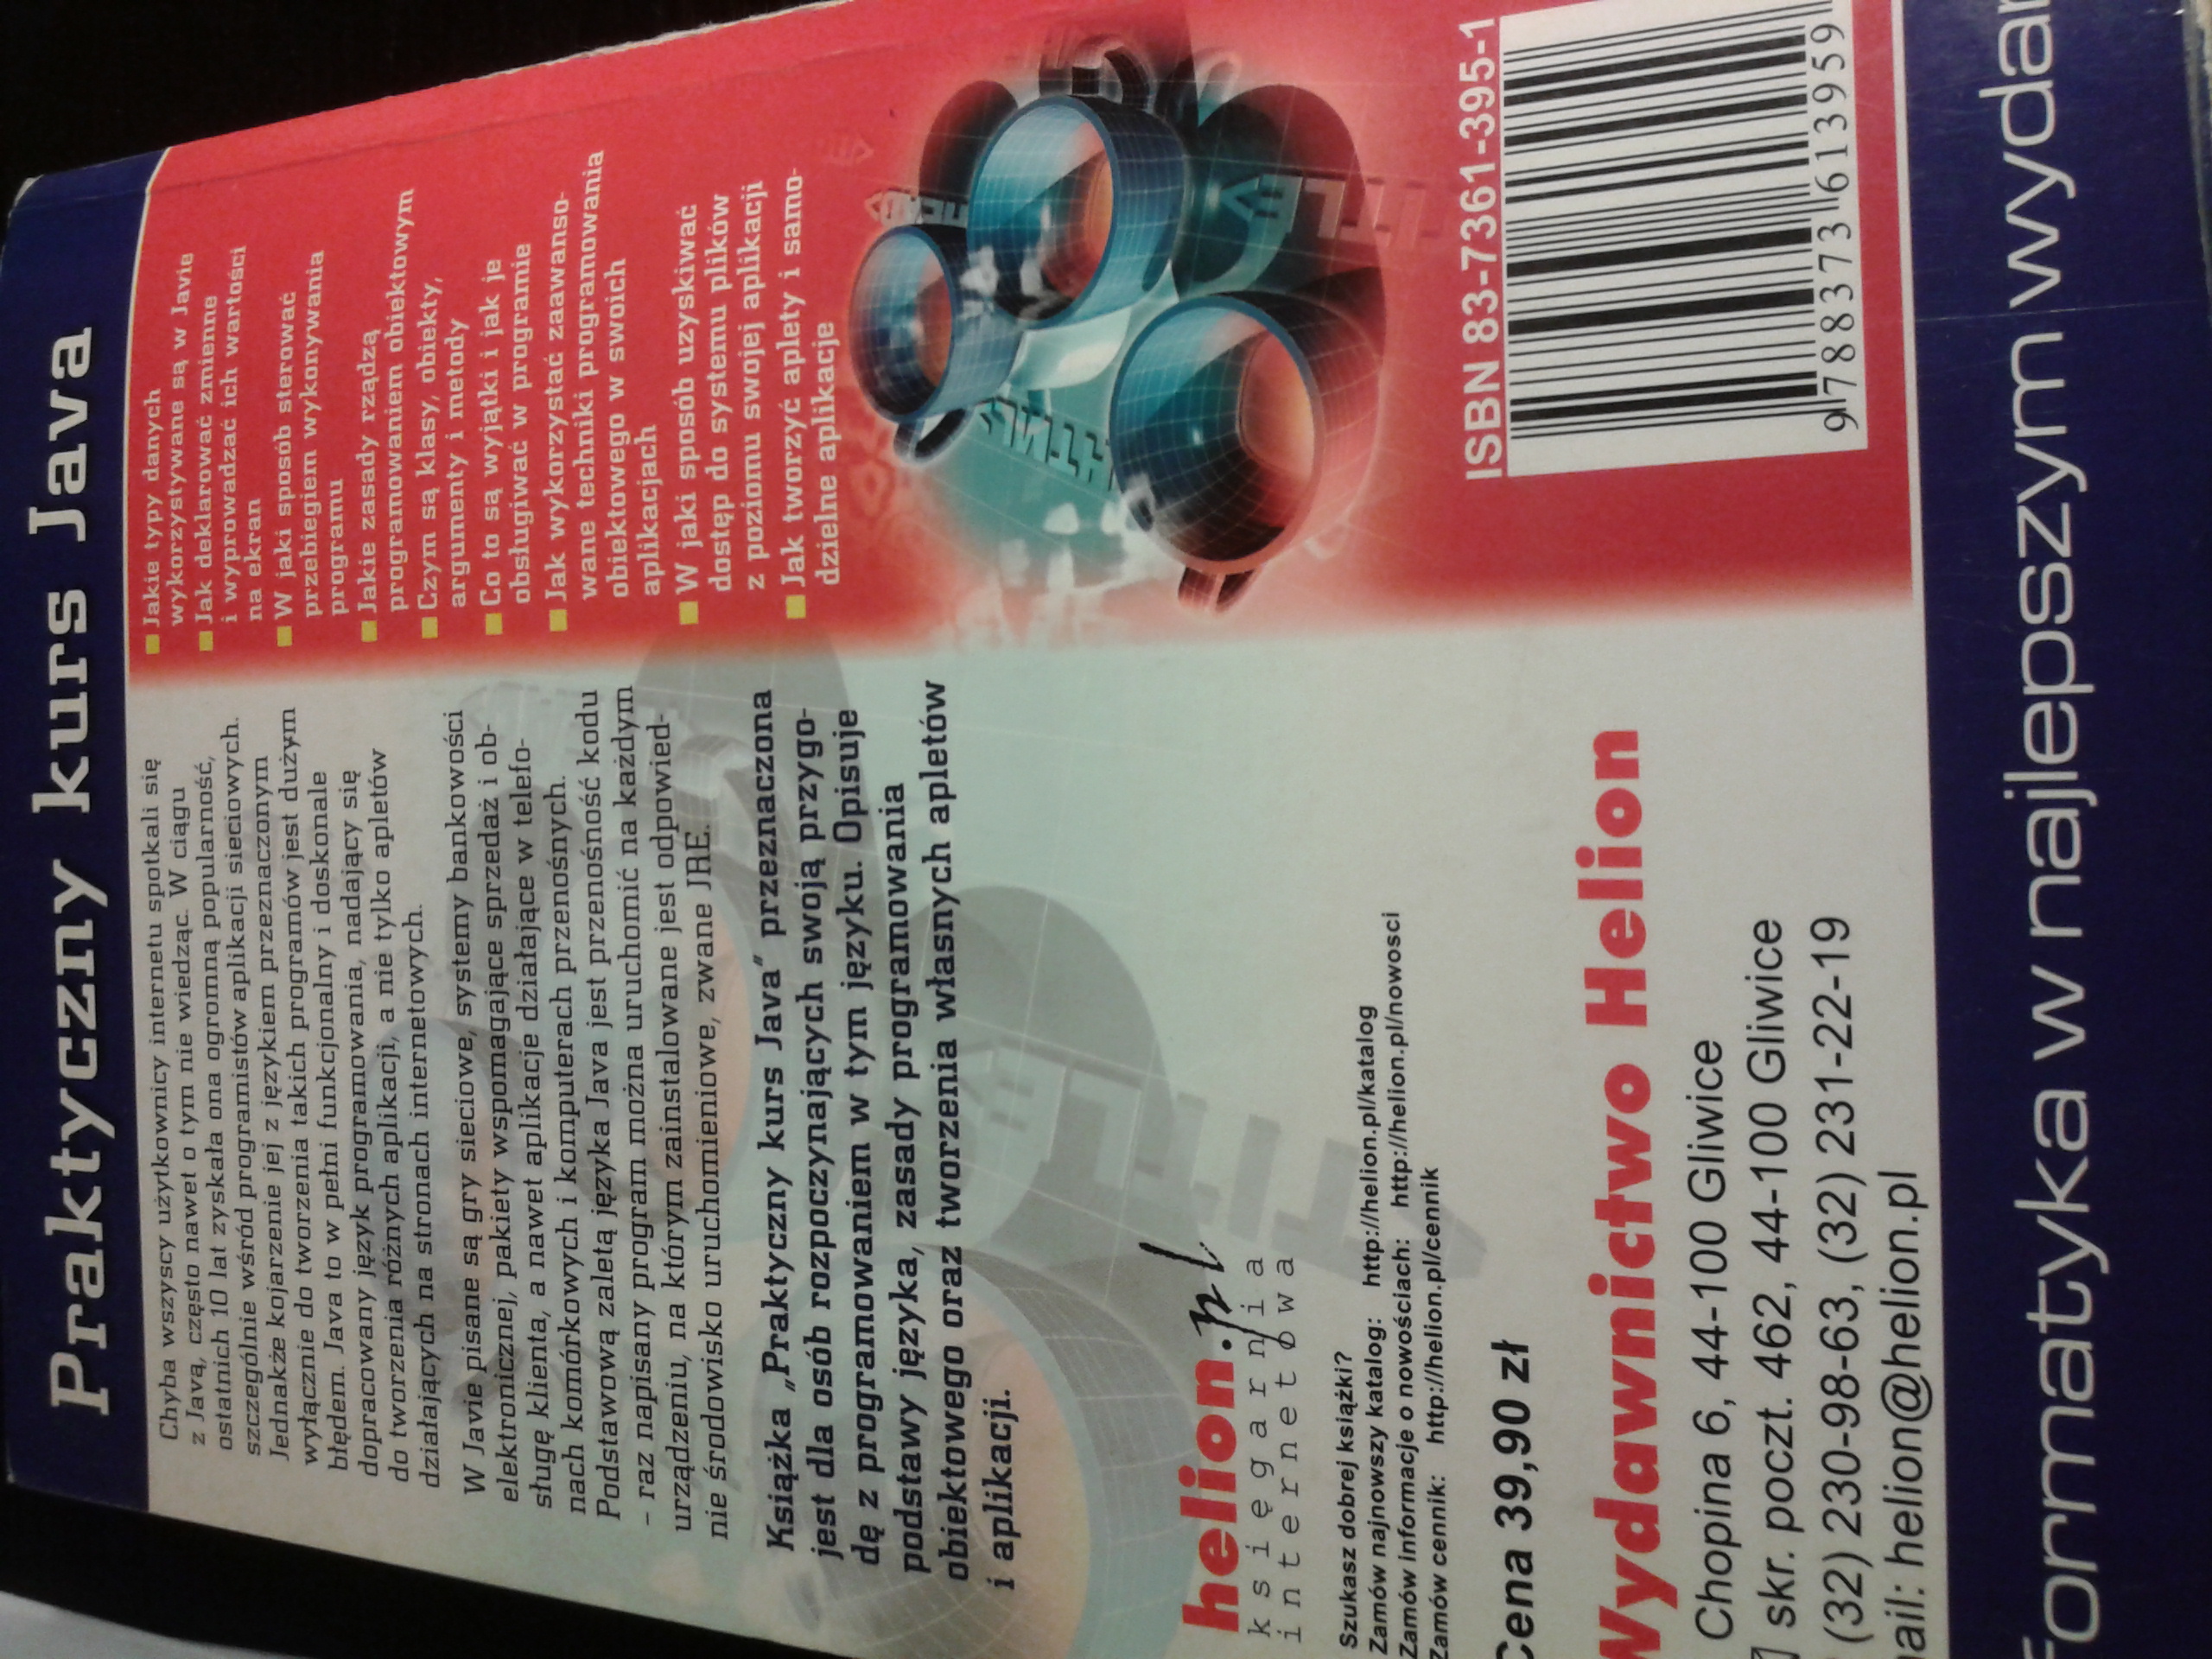 Praktyczny kurs Java
Chyba wszyscy użytkownicy internetu spotkali się
z Javą, często nawet o tym nie wiedząc. W ciągu
ostatnich 10 lat zyskała ona ogromną popularność,
szczególnie wśród programistów aplikacji sieciowych.
Jednakże kojarzenie jej z językiem przeznaczonym
wyłącznie do tworzenia takich programów jest dużym
błędem. Java to w pełni funkcjonalny i doskonale
dopracowany język programowania, nadający się
do tworzenia różnych aplikacji, a nie tylko apletów
działających na stronach internetowych.
W Javie pisane są gry sieciowe, systemy bankowości
elektronicznej, pakiety wspomagające sprzedaż i ob-
sługę klienta, a nawet aplikacje działające w telefo-
nach komórkowych i komputerach przenośnych.
Podstawową zaletą języka Java jest przenośność kodu
– raz napisany program można uruchomić na każdym
urządzeniu, na którym zainstalowane jest odpowied-
nie środowisko uruchomieniowe, zwane JRE.
Książka „Praktyczny kurs Java" przeznaczona
jest dla osób rozpoczynających swoją przygo-
dę z programowaniem w tym języku. Opisuje
podstawy języka, zasady programowania
obiektowego oraz tworzenia własnych apletów
i aplikacji.
Jakie typy danych
wykorzystywane są w Javie
Jak deklarować zmienne
i wyprowadzać ich wartości
na ekran
W jaki sposób sterować
przebiegiem wykonywania
programu
Jakie zasady rządzą
programowaniem obiektowym
Czym są klasy, obiekty,
argumenty i metody
Co to są wyjątki i jak je
obsługiwać w programie
Jak wykorzystać zaawanso-
wane techniki programowania
obiektowego w swoich
aplikacjach
W jaki sposób uzyskiwać
dostęp do systemu plików
z poziomu swojej aplikacji
Jak tworzyć aplety i samo-
dzielne aplikacje
helion.pl
księgarnia
internetowa
Szukasz dobrej książki?
Zamów najnowszy katalog: http://helion.pl/katalog
Zamów informacje o nowościach: http://helion.pl/nowosci
Zamów cennik: http://helion.pl/cennik
Cena 39,90 zł
Wydawnictwo Helion
Chopina 6, 44-100 Gliwice
skr. poczt. 462, 44-100 Gliwice
(32) 230-98-63, (32) 231-22-19
ail: helion@helion.pl
<TITLE>
HTML>
TITLE>
ISBN 83-7361-395-1
9 788373 613959
formatyka w najlepszym wydan